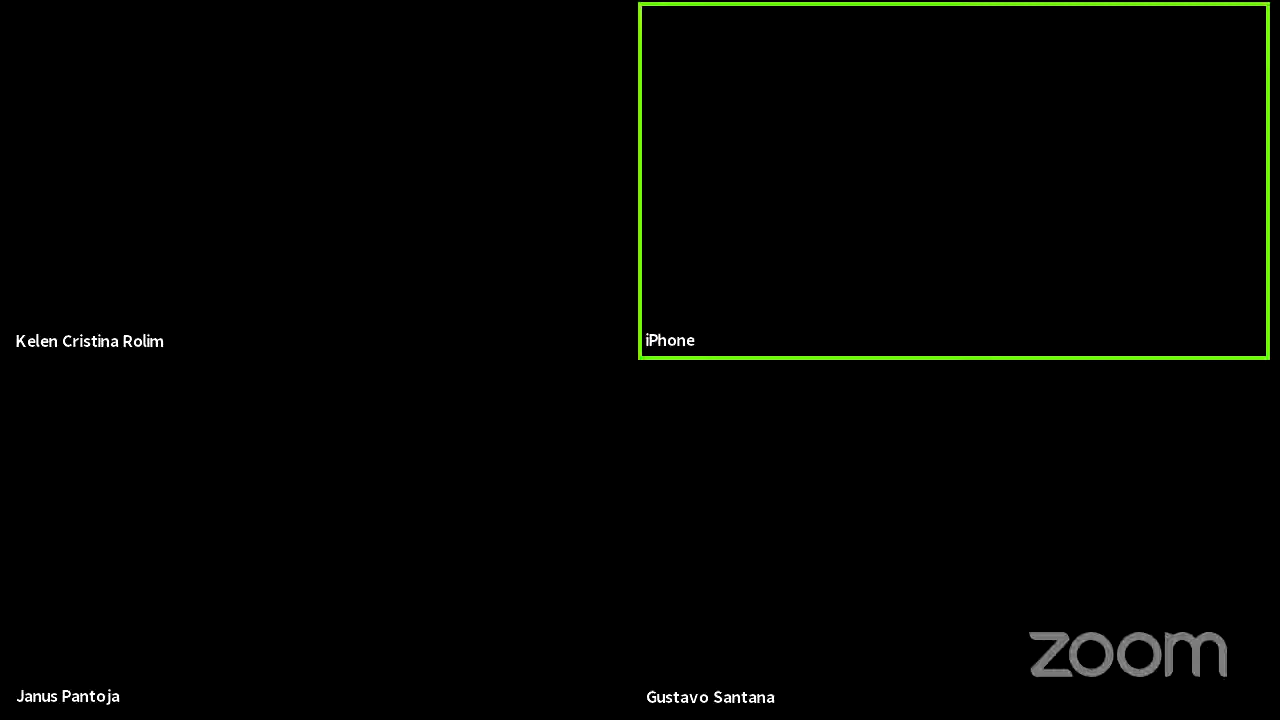 Kelen Cristina Rolim
iPhone
Janus Pantoja
Gustavo Santana
zoom